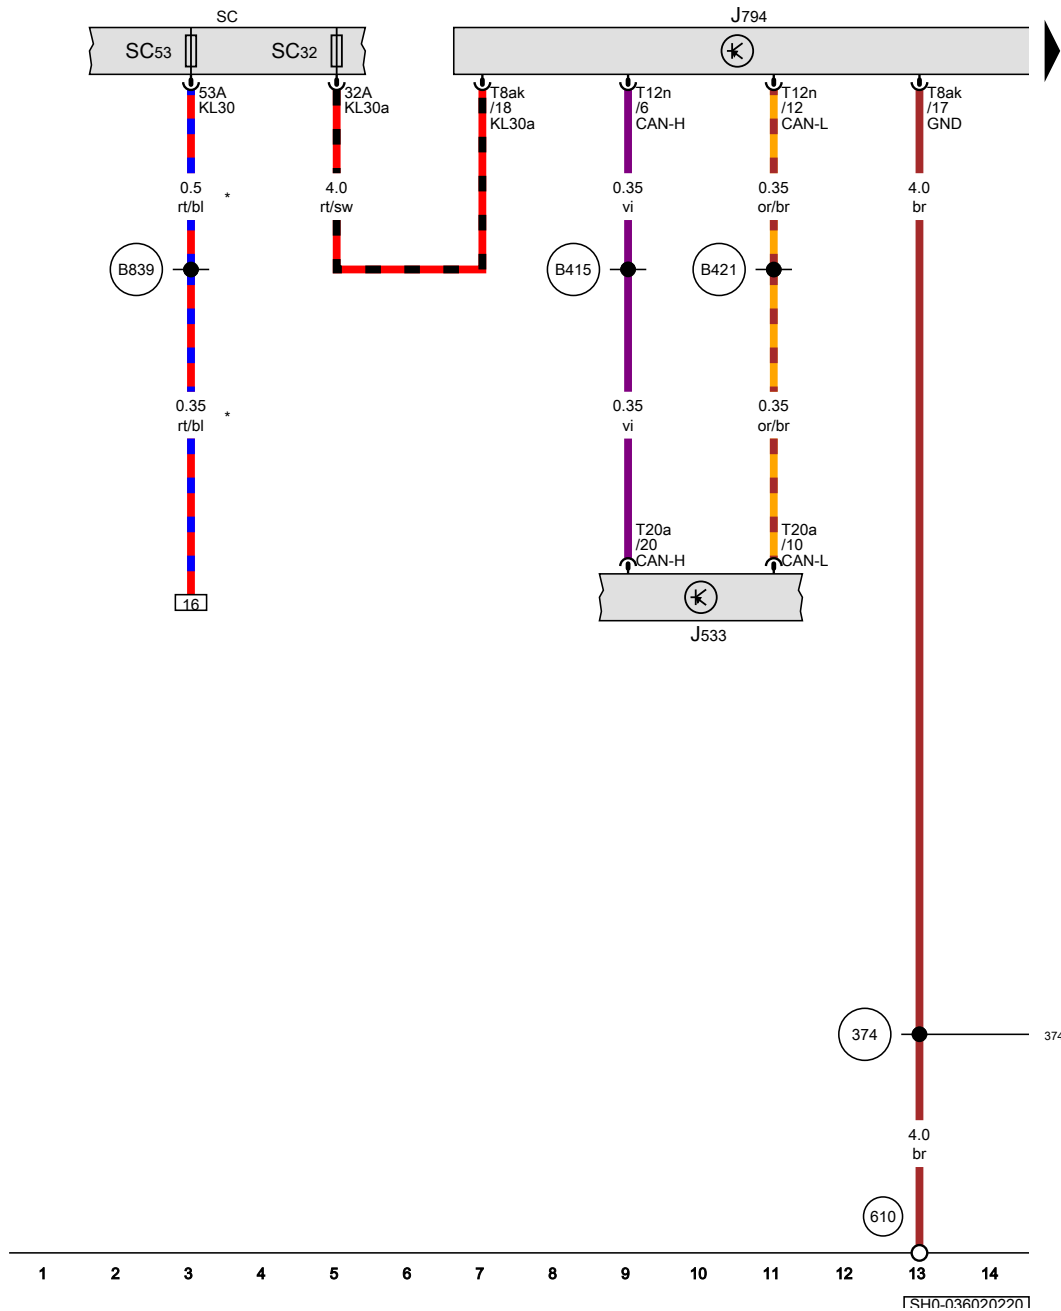 SC
J794
SC53
SC32
53A
KL30
32A
KL30a
T8ak
/18
KL30a
T12n
/6
CAN-H
T12n
/12
CAN-L
T8ak
/17
GND
0.5
rt/bl
*
4.0
rt/sw
0.35
vi
0.35
or/br
4.0
br
B839
B415
B421
0.35
rt/bl
*
0.35
vi
0.35
or/br
T20a
/20
CAN-H
T20a
/10
CAN-L
16
J533
374
374
4.0
br
610
1 2 3 4 5 6 7 8 9 10 11 12 13 14
SH0-036020220